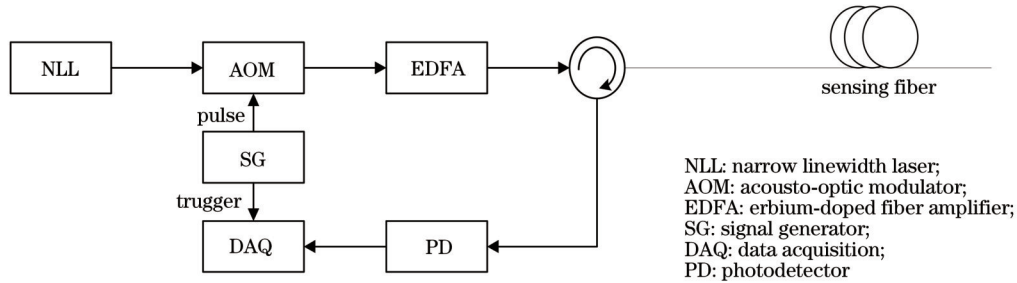 NLL
AOM
EDFA
sensing fiber
pulse
SG
trugger
DAQ
PD
NLL: narrow linewidth laser;
AOM: acousto-optic modulator;
EDFA: erbium-doped fiber amplifier;
SG: signal generator;
DAQ: data acquisition;
PD: photodetector